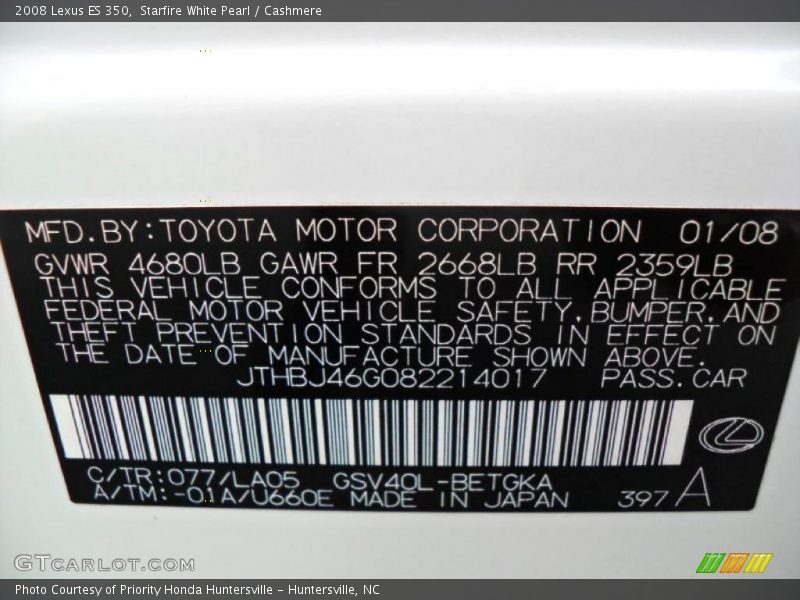 2008 Lexus ES 350,  Starfire White Pearl / Cashmere
MFD.BY:TOYOTA MOTOR CORPORATION 01/08
GVWR 4680LB GAWR FR 2668LB RR 2359LB
THIS VEHICLE CONFORMS TO ALL APPLICABLE
FEDERAL MOTOR VEHICLE SAFETY,BUMPER,AND
THEFT PREVENTION STANDARDS IN EFFECT ON
THE DATE OF MANUFACTURE SHOWN ABOVE.
JTHBJ46G082214017 PASS.CAR
C/TR:077/LA05 GSV40L-BETGKA
A/TM:-01A/U660E MADE IN JAPAN 397 A
GTCARLOT.COM
Photo Courtesy of Priority Honda Huntersville - Huntersville, NC